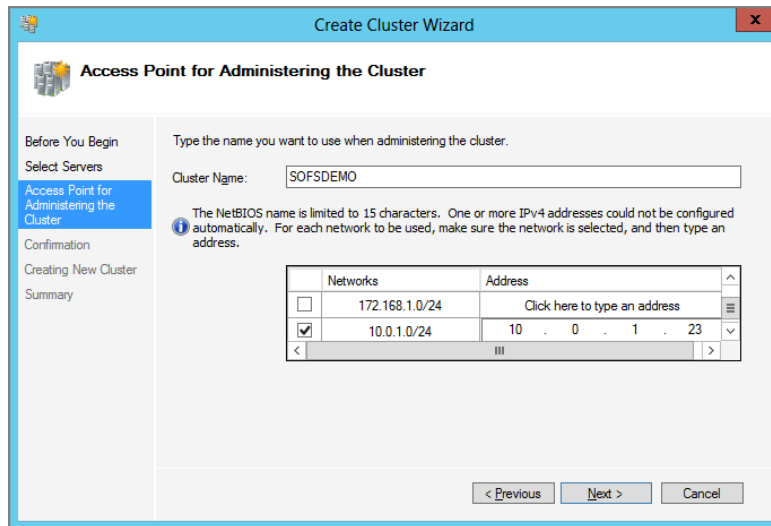 Create Cluster Wizard
x
Access Point for Administering the Cluster
Before You Begin
Select Servers
Access Point for
Administering the
Cluster
Confirmation
Creating New Cluster
Summary
Type the name you want to use when administering the cluster.
Cluster Name: SOFSDEMO
The NetBIOS name is limited to 15 characters. One or more IPv4 addresses could not be configured
automatically. For each network to be used, make sure the network is selected, and then type an
address.
Networks Address
172.168.1.0/24 Click here to type an address
10.0.1.0/24 10 . 0 . 1 . 23
< Previous Next > Cancel